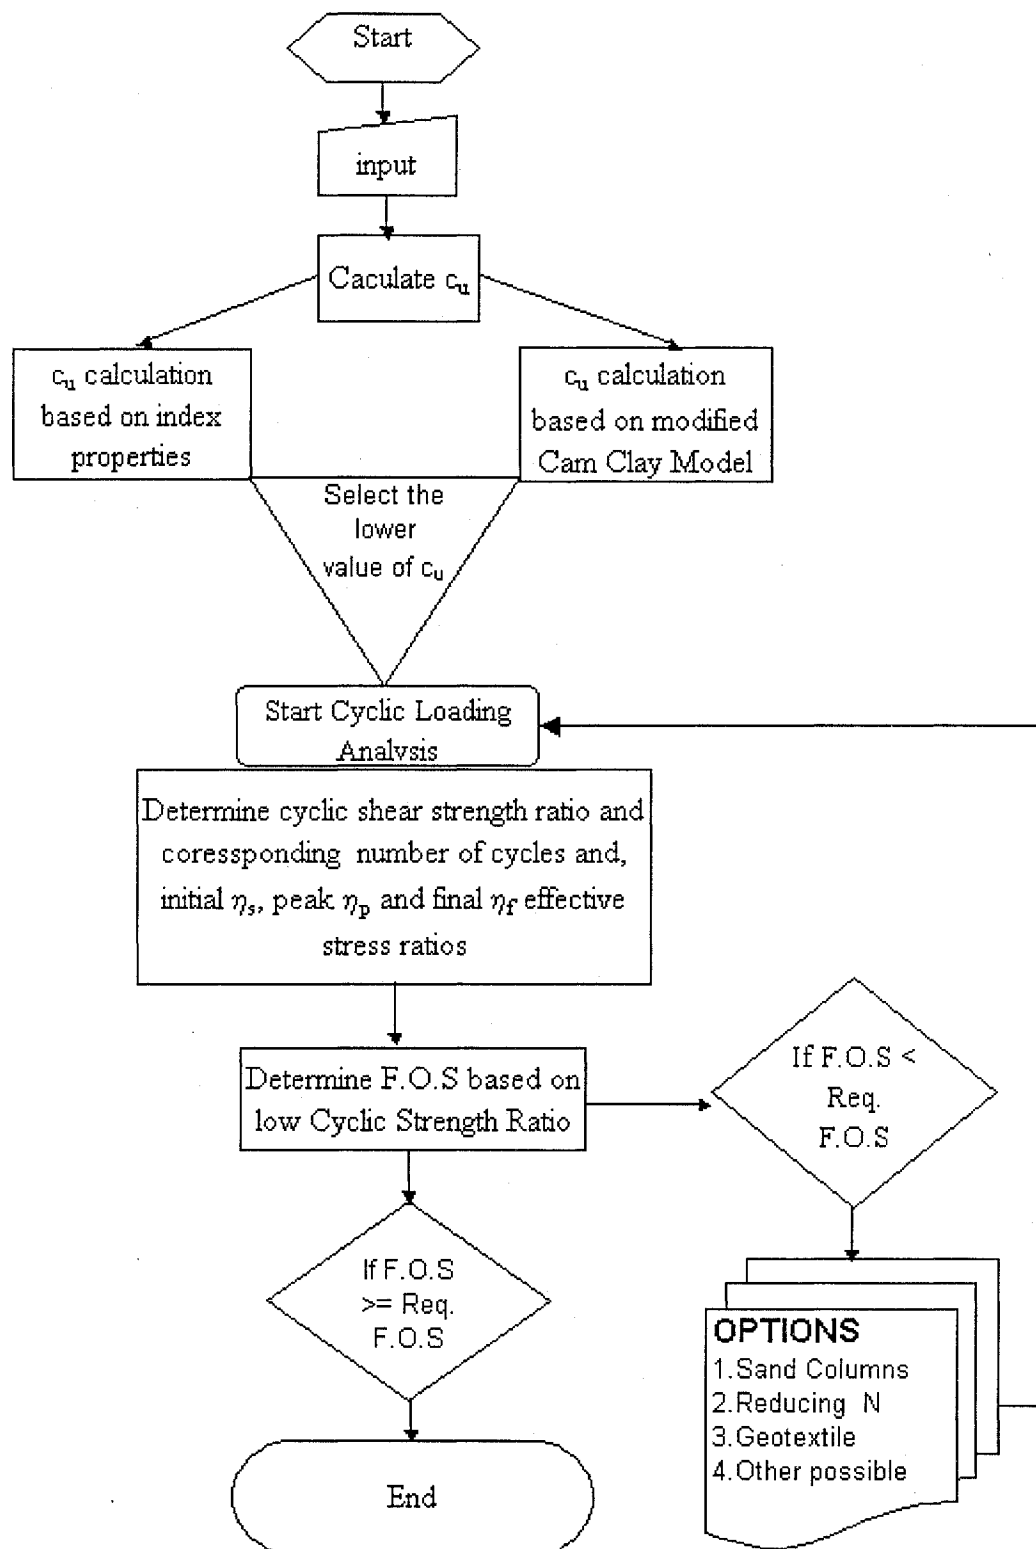 Start
input
Caculate cu
cu calculation
based on index
properties
cu calculation
based on modified
Cam Clay Model
Select the
lower
value of cu
Start Cyclic Loading
Analysis
Determine cyclic shear strength ratio and
coressponding number of cycles and,
initial ηs, peak ηp and final ηf effective
stress ratios
Determine F.O.S based on
low Cyclic Strength Ratio
If F.O.S <
Req.
F.O.S
If F.O.S
>= Req.
F.O.S
OPTIONS
1.Sand Columns
2.Reducing N
3.Geotextile
4.Other possible
End